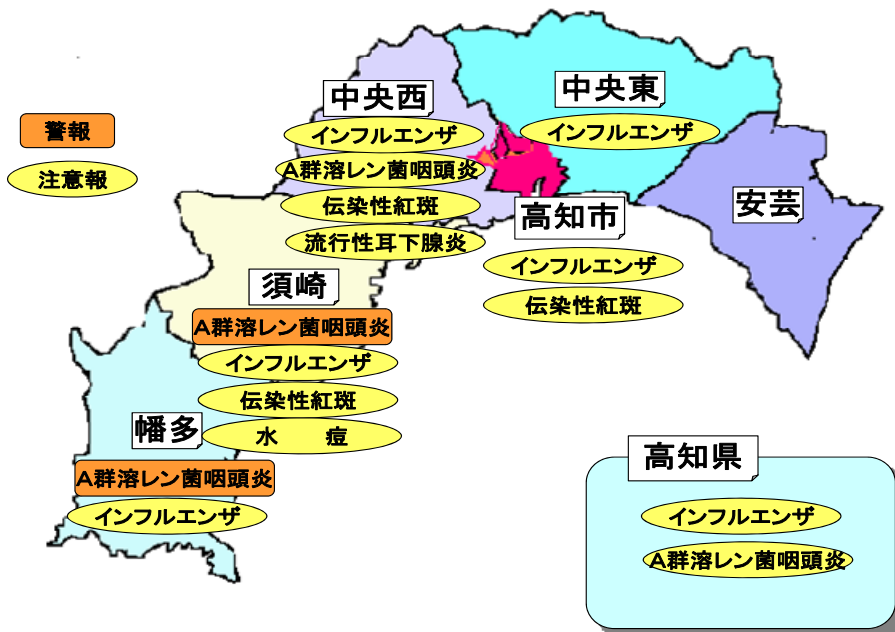 警報
注意報
中央西
インフルエンザ
A群溶レン菌咽頭炎
伝染性紅斑
流行性耳下腺炎
中央東
インフルエンザ
安芸
高知市
インフルエンザ
伝染性紅斑
須崎
A群溶レン菌咽頭炎
インフルエンザ
伝染性紅斑
水　　痘
幡多
A群溶レン菌咽頭炎
インフルエンザ
高知県
インフルエンザ
A群溶レン菌咽頭炎